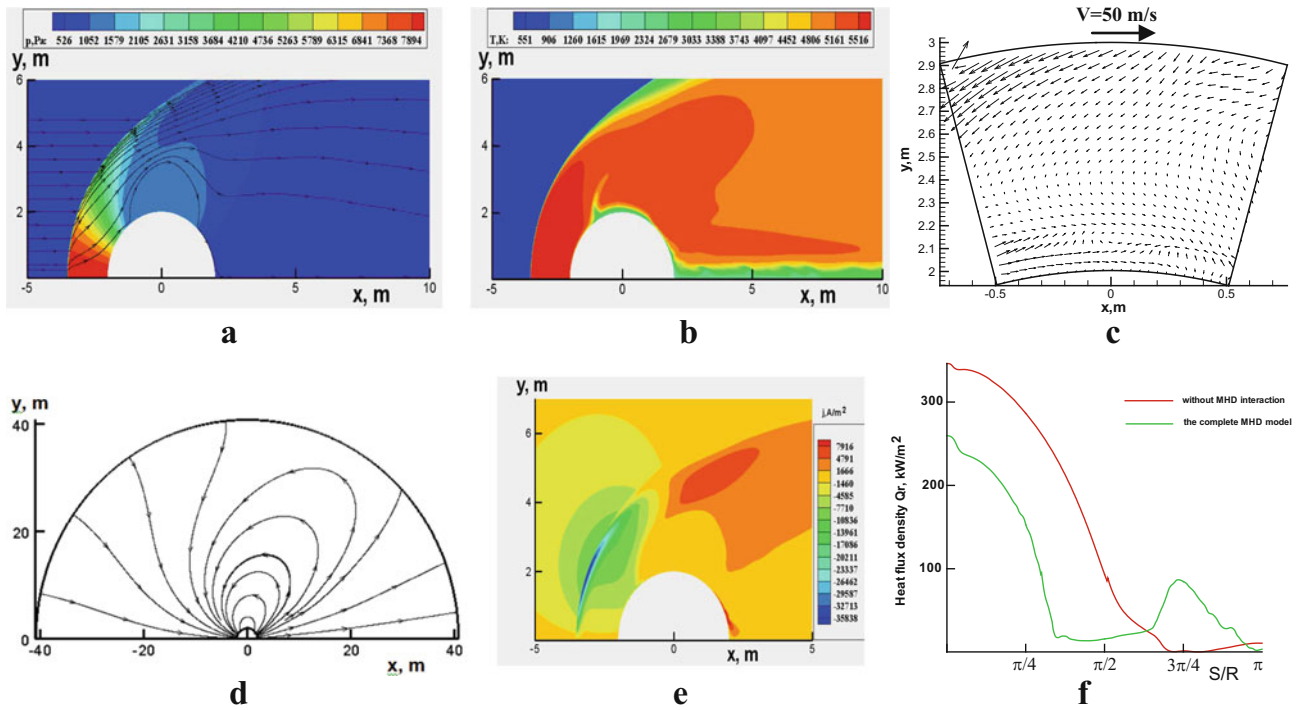 p,Pa: 526 1052 1579 2105 2631 3158 3684 4210 4736 5263 5789 6315 6841 7368 7894
y, m
6
4
2
-5 0 5 10
x, m
a
T,K: 551 906 1260 1615 1969 2324 2679 3033 3388 3743 4097 4452 4806 5161 5516
y, m
6
4
2
-5 0 5 10
x, m
b
V=50 m/s
3
2.9
2.8
2.7
2.6
y,m
2.5
2.4
2.3
2.2
2.1
2
-0.5 0 0.5
x,m
c
y, m
40
20
0
-40 -20 0 20 40
x, m
d
y, m
6
4
2
-5 0 5
x, m
j,A/m²
7916
4791
1666
-1460
-4585
-7710
-10836
-13961
-17086
-20211
-23337
-26462
-29587
-32713
-35838
e
Heat flux density Qr, kW/m²
300
200
100
without MHD interaction
the complete MHD model
π/4 π/2 3π/4 S/R π
f